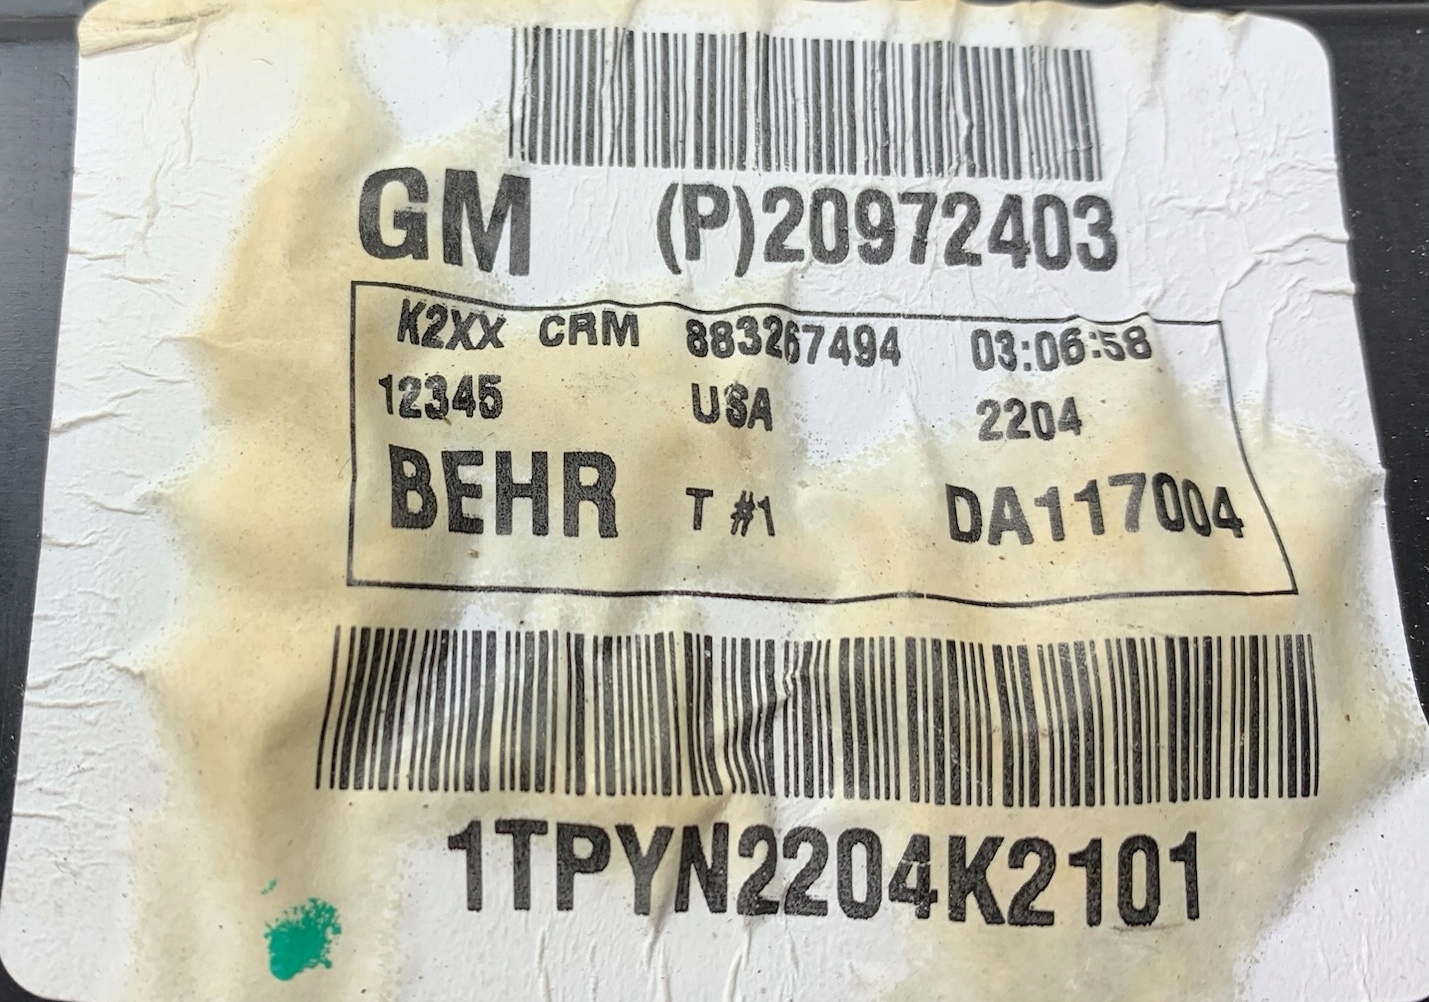 GM (P)20972403
K2XX CRM 883267494 03:06:58
12345 USA 2204
BEHR T #1 DA117004
1TPYN2204K2101